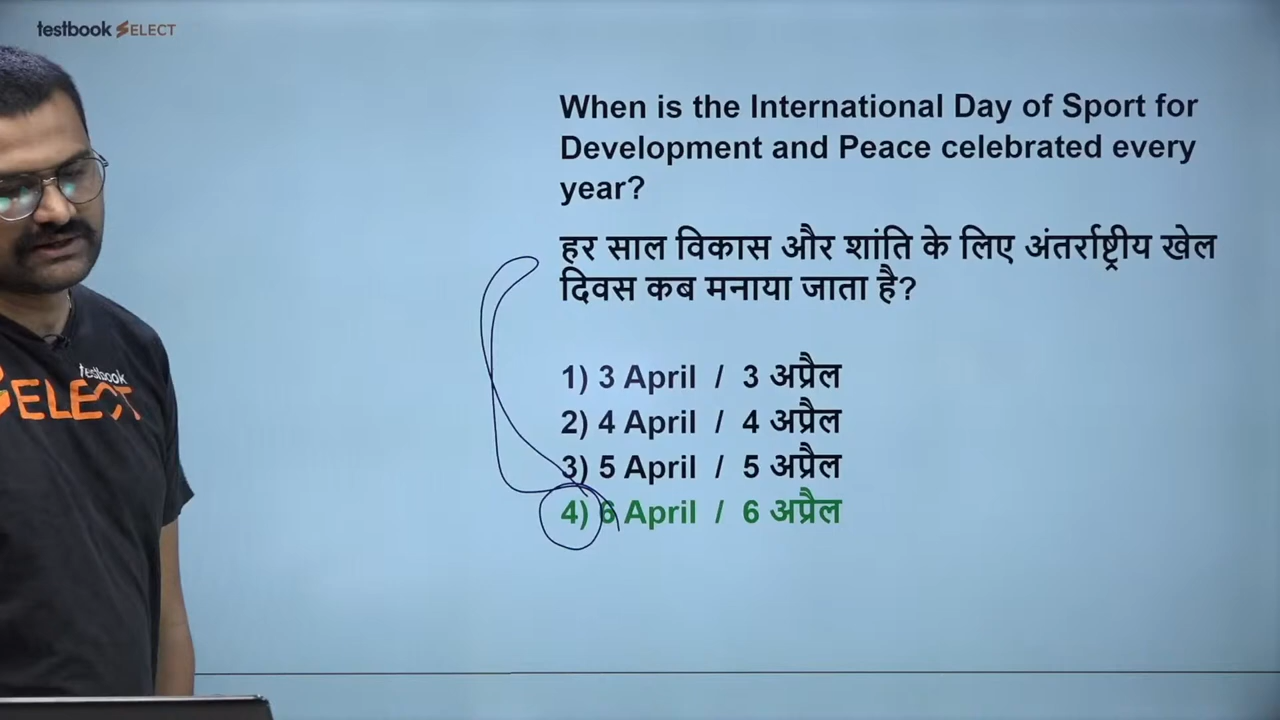 testbook SELECT
When is the International Day of Sport for
Development and Peace celebrated every
year?
हर साल विकास और शांति के लिए अंतर्राष्ट्रीय खेल
दिवस कब मनाया जाता है?
1) 3 April / 3 अप्रैल
2) 4 April / 4 अप्रैल
3) 5 April / 5 अप्रैल
4) 6 April / 6 अप्रैल
testbook
SELECT